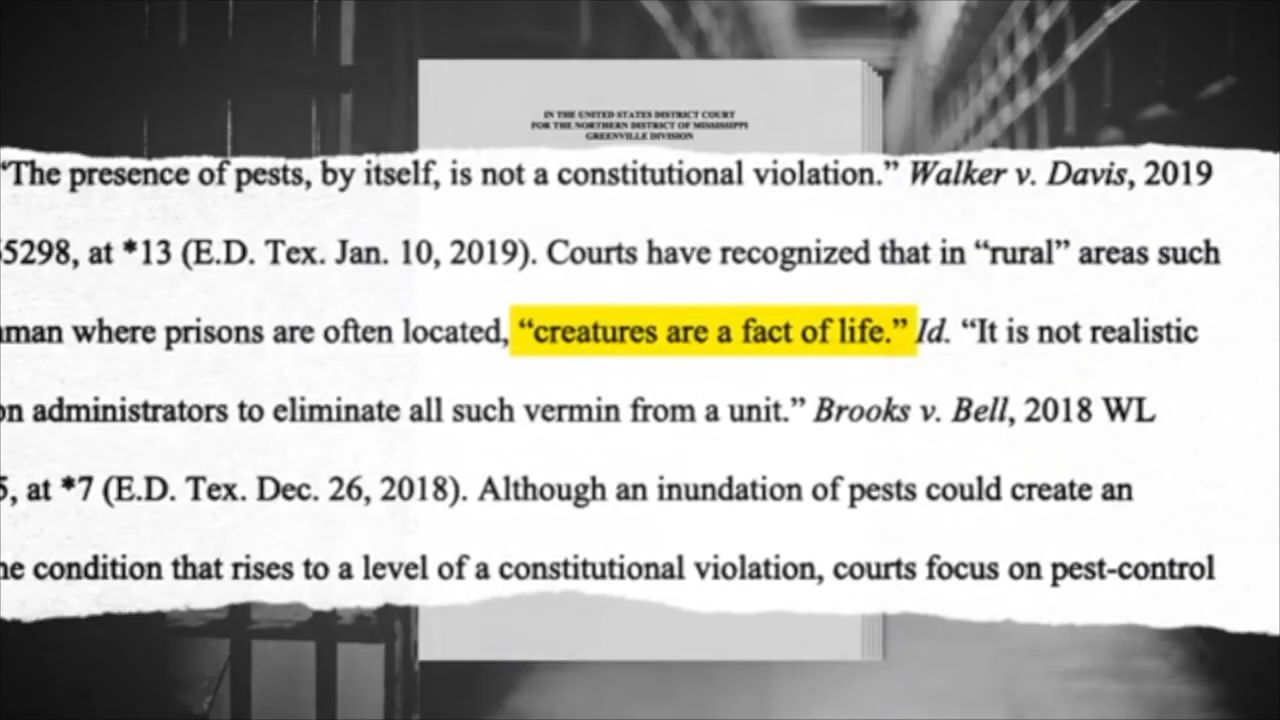 IN THE UNITED STATES DISTRICT COURT
FOR THE NORTHERN DISTRICT OF MISSISSIPPI
GREENVILLE DIVISION
“The presence of pests, by itself, is not a constitutional violation.” Walker v. Davis, 2019
5298, at *13 (E.D. Tex. Jan. 10, 2019). Courts have recognized that in “rural” areas such
where prisons are often located, “creatures are a fact of life.” Id. “It is not realistic
administrators to eliminate all such vermin from a unit.” Brooks v. Bell, 2018 WL
5, at *7 (E.D. Tex. Dec. 26, 2018). Although an inundation of pests could create an
condition that rises to a level of a constitutional violation, courts focus on pest-control